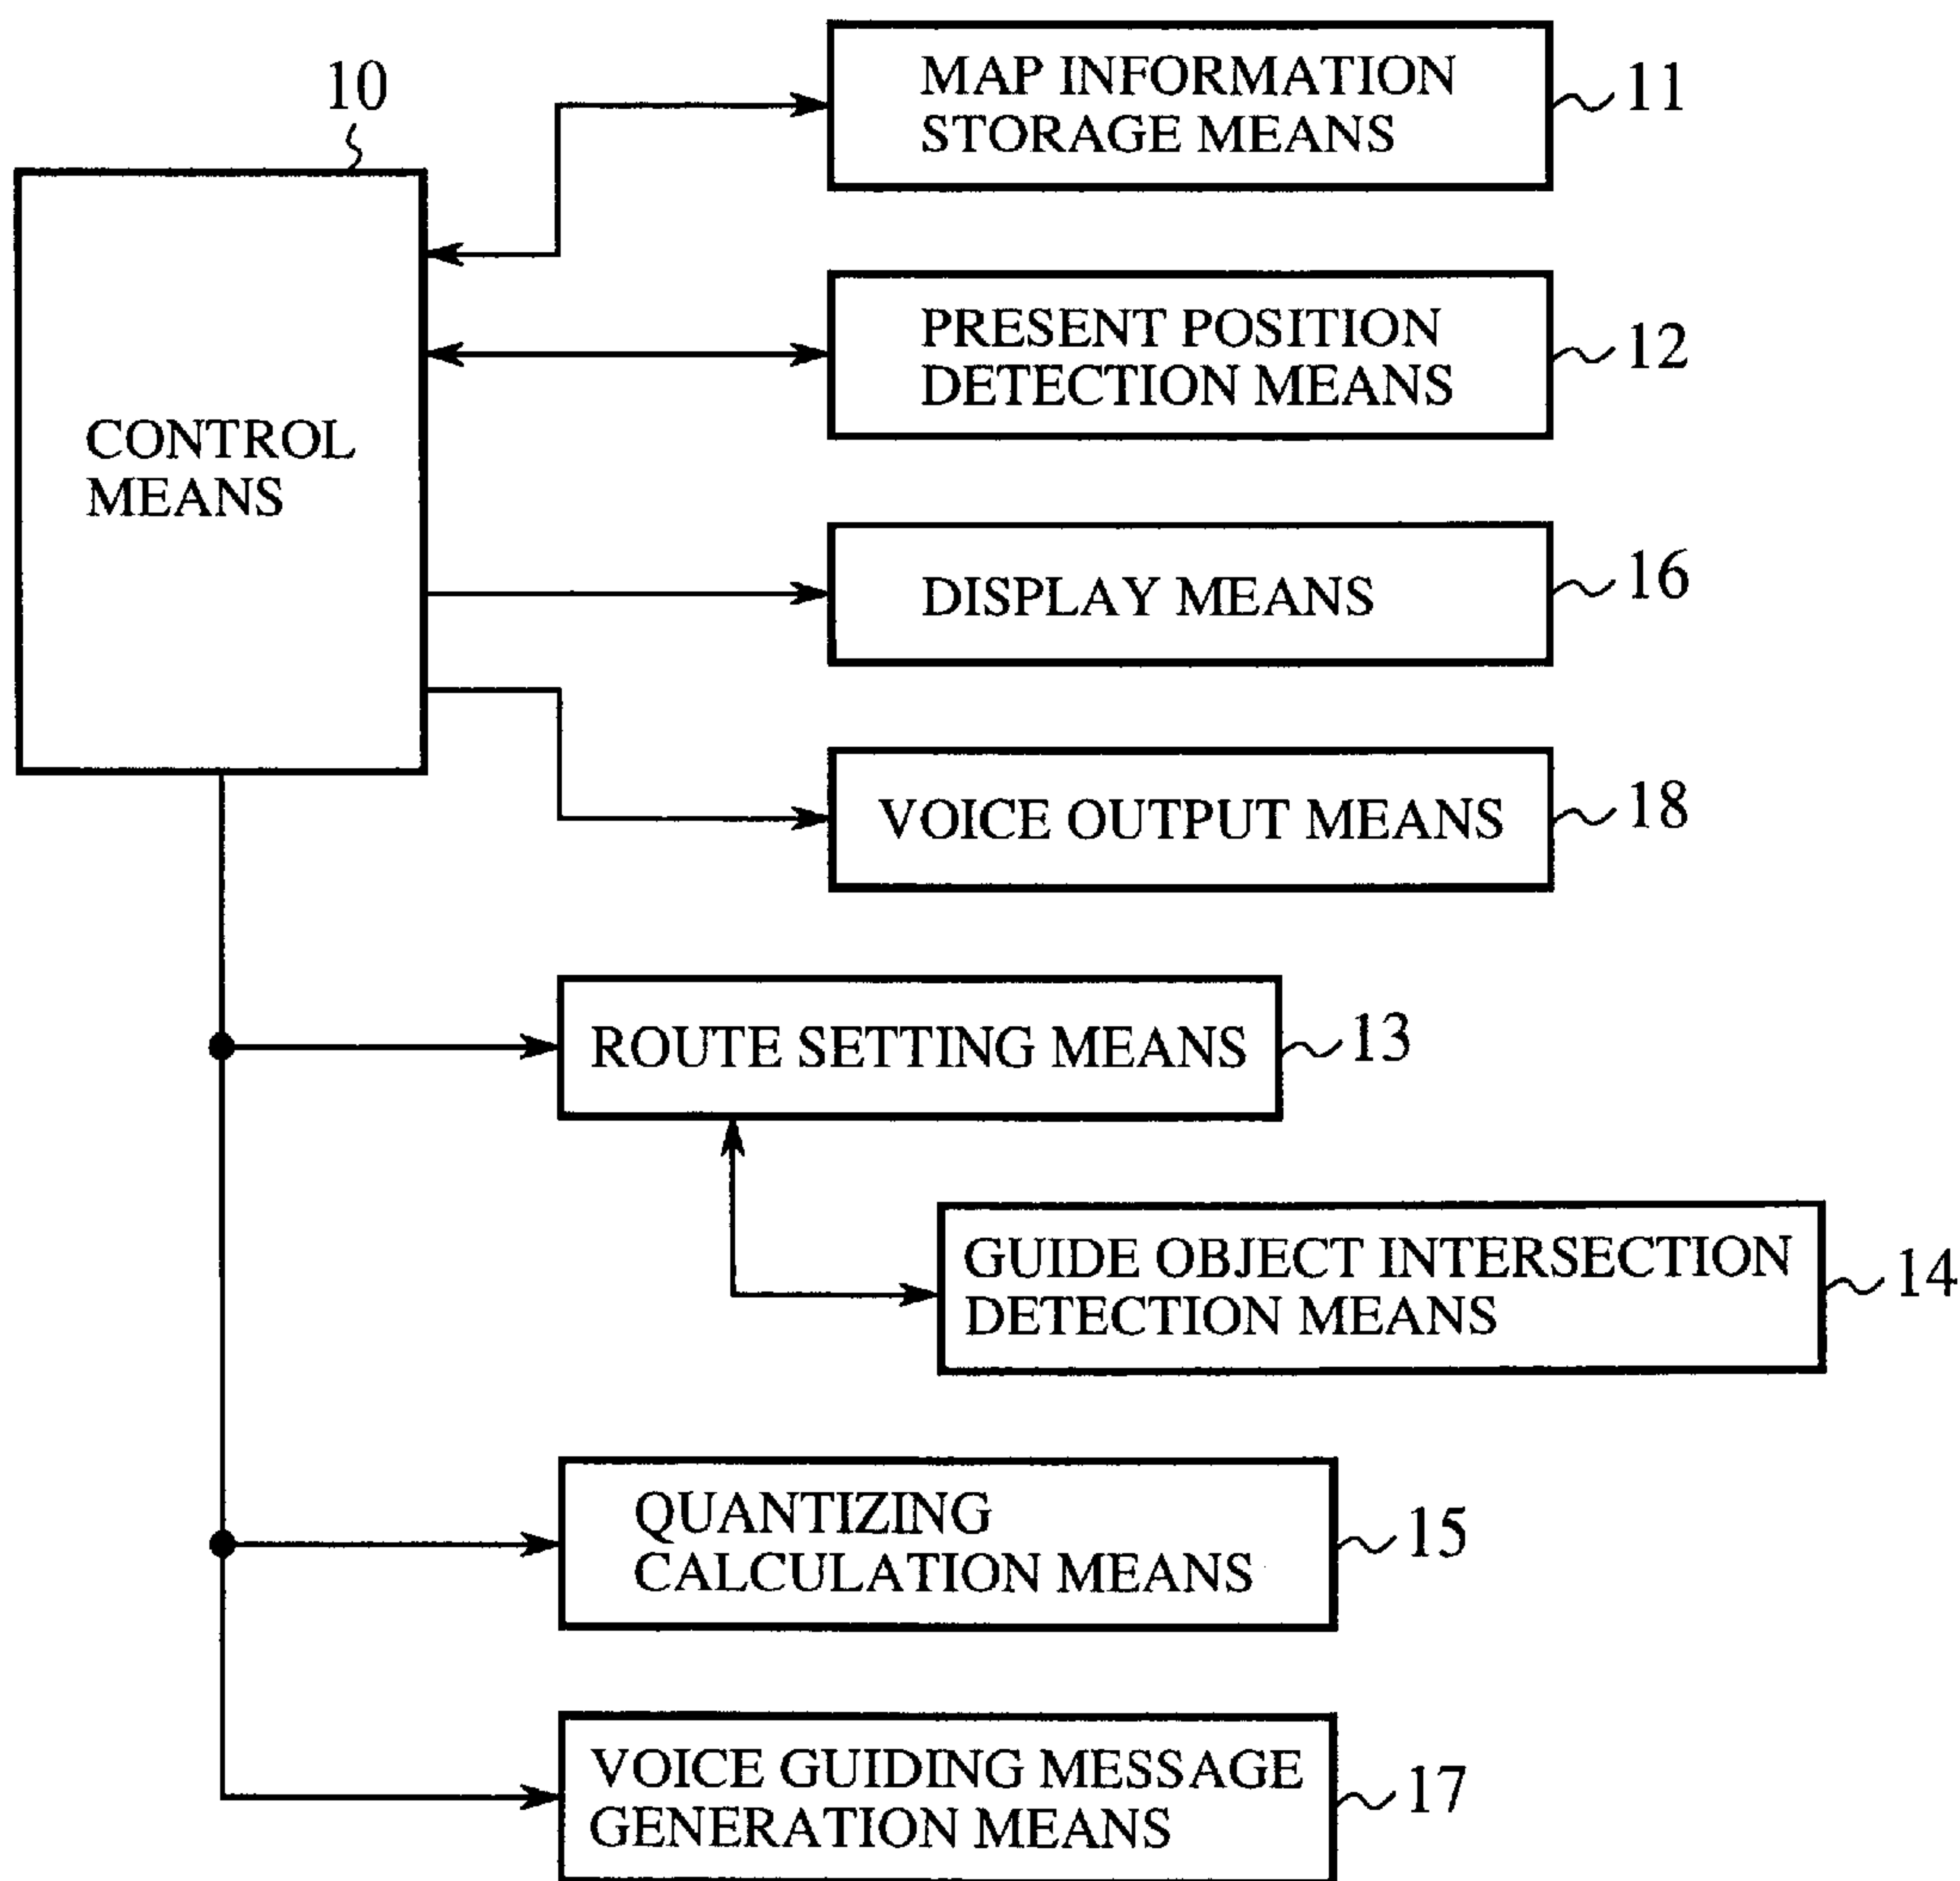 10
CONTROL
MEANS
MAP INFORMATION
STORAGE MEANS
11
PRESENT POSITION
DETECTION MEANS
12
DISPLAY MEANS
16
VOICE OUTPUT MEANS
18
ROUTE SETTING MEANS
13
GUIDE OBJECT INTERSECTION
DETECTION MEANS
14
QUANTIZING
CALCULATION MEANS
15
VOICE GUIDING MESSAGE
GENERATION MEANS
17